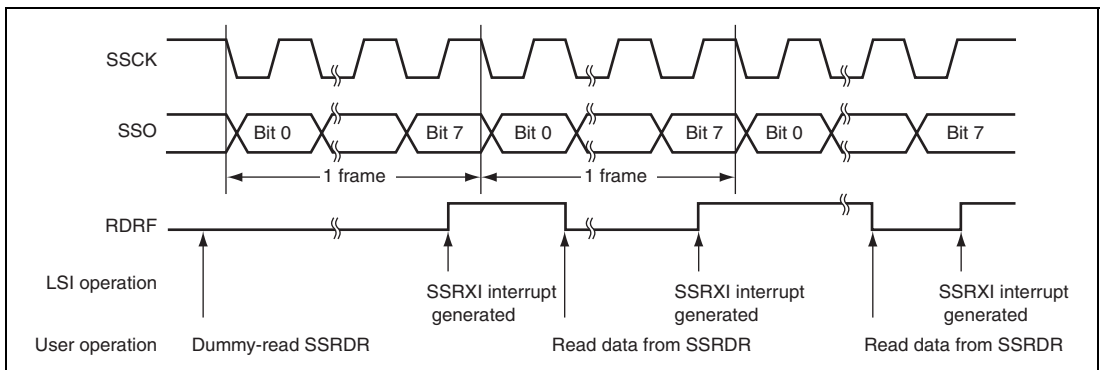 SSCK
SSO Bit 0 Bit 7 Bit 0 Bit 7 Bit 0 Bit 7
1 frame 1 frame
RDRF
LSI operation
SSRXI interrupt generated
SSRXI interrupt generated
SSRXI interrupt generated
User operation Dummy-read SSRDR Read data from SSRDR Read data from SSRDR